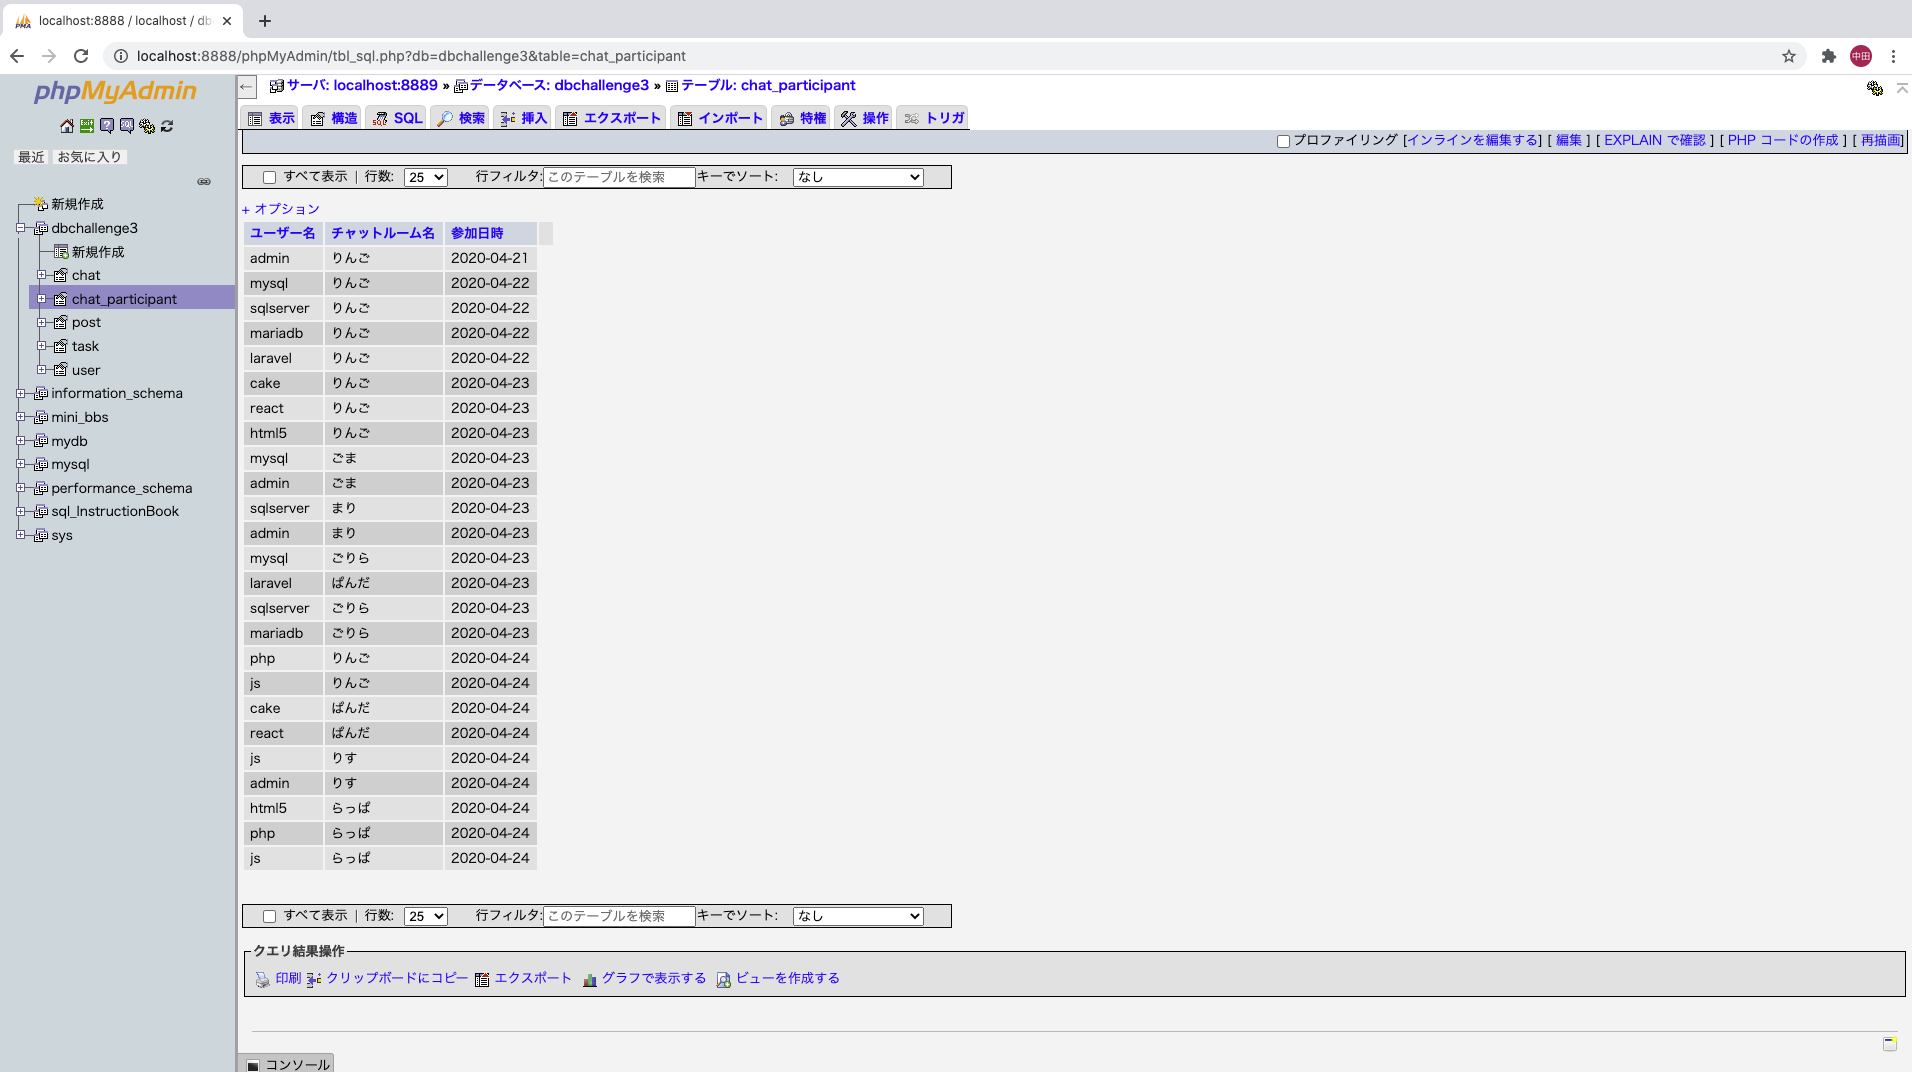 localhost:8888 / localhost / db
localhost:8888/phpMyAdmin/tbl_sql.php?db=dbchallenge3&table=chat_participant
中田
phpMyAdmin
最近 お気に入り
新規作成
dbchallenge3
新規作成
chat
chat_participant
post
task
user
information_schema
mini_bbs
mydb
mysql
performance_schema
sql_InstructionBook
sys
サーバ: localhost:8889 » データベース: dbchallenge3 » テーブル: chat_participant
表示 構造 SQL 検索 挿入 エクスポート インポート 特権 操作 トリガ
プロファイリング [インラインを編集する] [ 編集 ] [ EXPLAIN で確認 ] [ PHP コードの作成 ] [ 再描画]
すべて表示 | 行数: 25 行フィルタ: このテーブルを検索 キーでソート: なし
+ オプション
ユーザー名 チャットルーム名 参加日時
admin りんご 2020-04-21
mysql りんご 2020-04-22
sqlserver りんご 2020-04-22
mariadb りんご 2020-04-22
laravel りんご 2020-04-22
cake りんご 2020-04-23
react りんご 2020-04-23
html5 りんご 2020-04-23
mysql ごま 2020-04-23
admin ごま 2020-04-23
sqlserver まり 2020-04-23
admin まり 2020-04-23
mysql ごりら 2020-04-23
laravel ぱんだ 2020-04-23
sqlserver ごりら 2020-04-23
mariadb ごりら 2020-04-23
php りんご 2020-04-24
js りんご 2020-04-24
cake ぱんだ 2020-04-24
react ぱんだ 2020-04-24
js りす 2020-04-24
admin りす 2020-04-24
html5 らっぱ 2020-04-24
php らっぱ 2020-04-24
js らっぱ 2020-04-24
すべて表示 | 行数: 25 行フィルタ: このテーブルを検索 キーでソート: なし
クエリ結果操作
印刷 クリップボードにコピー エクスポート グラフで表示する ビューを作成する
コンソール